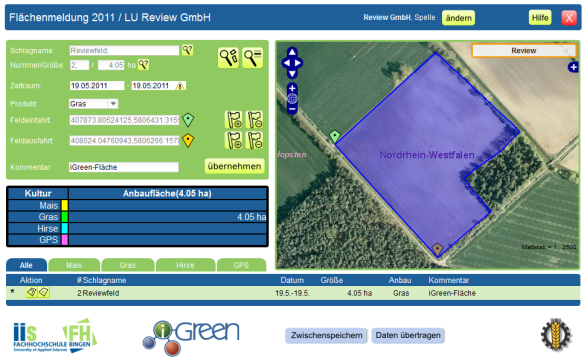 Flächenmeldung 2011 / LU Review GmbH
Review GmbH, Spelle ändern Hilfe X
Schlagname: Reviewfeld,
Nummer/Größe: 2, / 4.05 ha
Zeitraum: 19.05.2011 - 19.05.2011
Produkt: Gras
Feldeinfahrt: 407873.80524125,5806431.3159
Feldausfahrt: 408024.04760943,5806266.1578
Kommentar: iGreen-Fläche übernehmen
Review
Hopsten
Nordrhein-Westfalen
Maßstab = 1 : 2500
Kultur Anbaufläche(4.05 ha)
Mais
Gras 4.05 ha
Hirse
GPS
Alle Mais Gras Hirse GPS
Aktion # Schlagname Datum Größe Anbau Kommentar
* 2 Reviewfeld 19.5.-19.5. 4.05 ha Gras iGreen-Fläche
iis FH
FACHHOCHSCHULE BINGEN
University of Applied Sciences
i-Green
Zwischenspeichern Daten übertragen